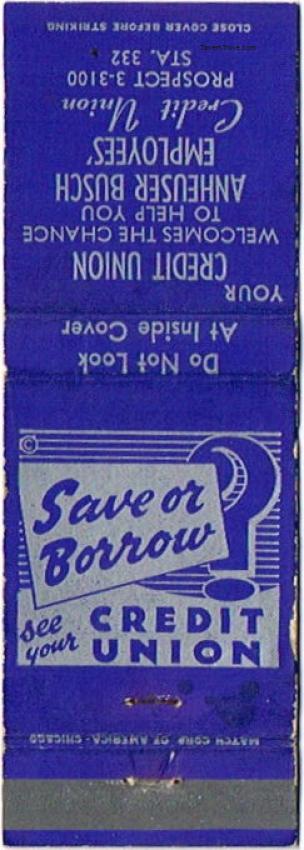 Save or
Borrow
see
your
CREDIT
UNION
©
MATCH CORP. OF AMERICA, CHICAGO
Do Not Look
At Inside Cover
YOUR
CREDIT UNION
WELCOMES THE CHANCE
TO HELP YOU
ANHEUSER BUSCH
EMPLOYEES'
Credit Union
PROSPECT 3-3100
STA. 332
CLOSE COVER BEFORE STRIKING